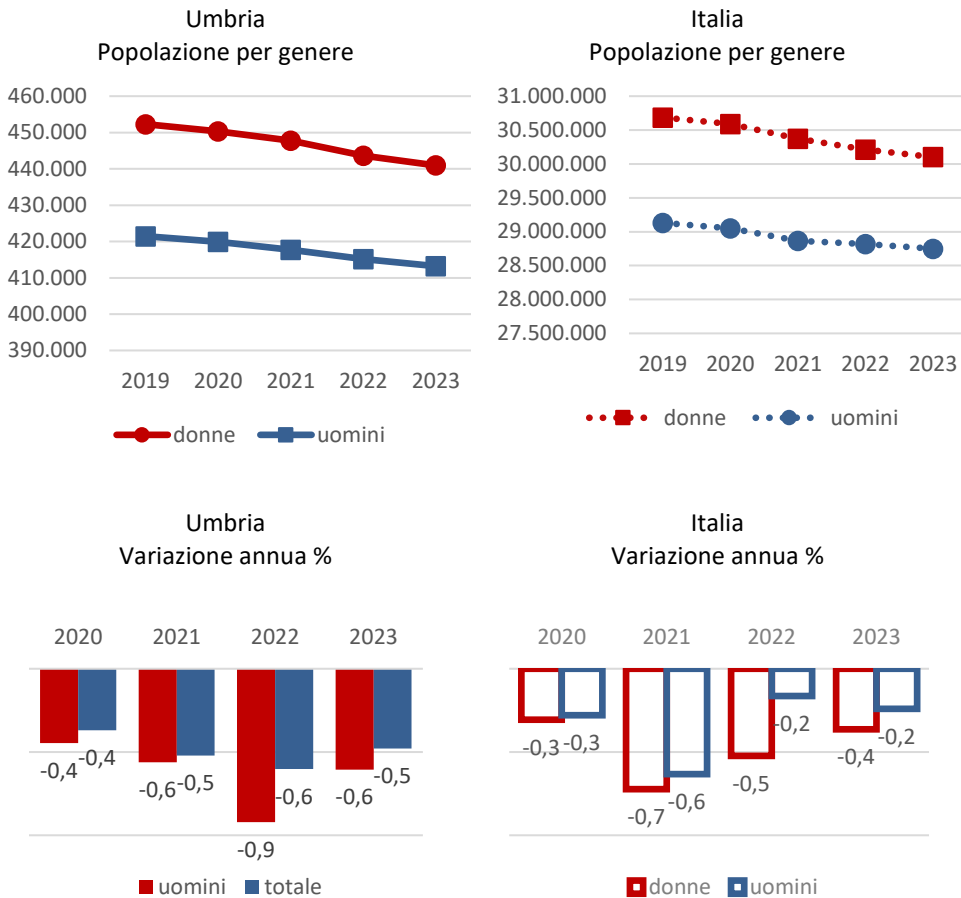 Umbria
Popolazione per genere
460.000
450.000
440.000
430.000
420.000
410.000
400.000
390.000
2019 2020 2021 2022 2023
donne uomini
Italia
Popolazione per genere
31.000.000
30.500.000
30.000.000
29.500.000
29.000.000
28.500.000
28.000.000
27.500.000
2019 2020 2021 2022 2023
donne uomini
Umbria
Variazione annua %
2020 2021 2022 2023
-0,4 -0,4 -0,6 -0,5 -0,9 -0,6 -0,6 -0,5
uomini totale
Italia
Variazione annua %
2020 2021 2022 2023
-0,3 -0,3 -0,7 -0,6 -0,5 -0,2 -0,4 -0,2
donne uomini